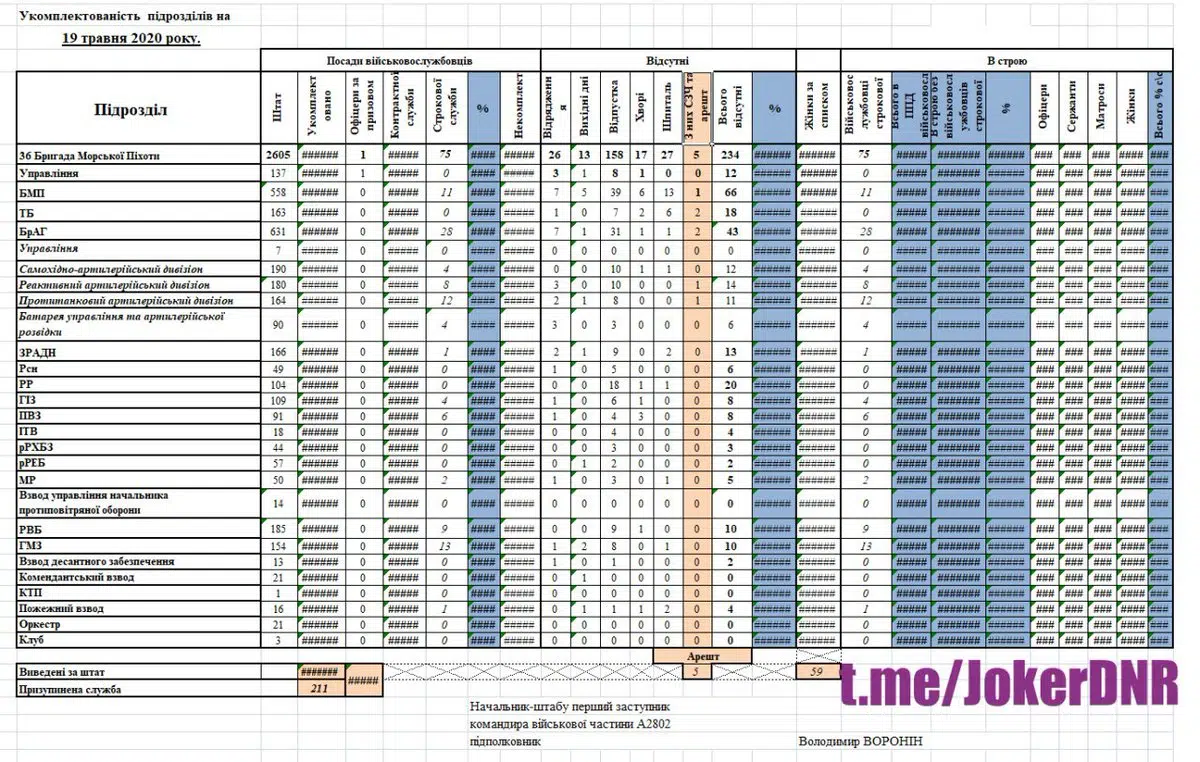 Укомплектованість підрозділів на
19 травня 2020 року.
Посади військовослужбовців Відсутні В строю
Підрозділ Штат Укомплектовано Офіцери за призовом Контрактної служби Строкової служби % Некомплект Відрядження Вихідні дні Відпустка Хворі Шпиталь З них СЗЧ та арешт Всього відсутні % Жінки за списком Військовослужбовці строкової Всього в ППД військовосл В строю без військовослужбовців строкової % Офіцери Сержанти Матроси Жінки Всього % с\с
36 Бригада Морської Піхоти 2605 ###### 1 ##### 75 #### ##### 26 13 158 17 27 5 234 ###### ###### 75 ##### ####### ###### ### ### ### ### ###
Управління 137 ###### 1 ##### 0 #### ##### 3 1 8 1 0 0 12 ###### ###### 0 ##### ####### ###### ### ### ### ### ###
БМП 558 ###### 0 ##### 11 #### ##### 7 5 39 6 13 1 66 ###### ###### 11 ##### ####### ###### ### ### ### ### ###
ТБ 163 ###### 0 ##### 0 #### ##### 1 0 7 2 6 2 18 ###### ###### 0 ##### ####### ###### ### ### ### ### ###
БрАГ 631 ###### 0 ##### 28 #### ##### 7 1 31 1 1 2 43 ###### ###### 28 ##### ####### ###### ### ### ### ### ###
Управління 7 ###### 0 ##### 0 #### ##### 0 0 0 0 0 0 0 ###### ###### 0 ##### ####### ###### ### ### ### ### ###
Самохідно-артилерійський дивізіон 190 ###### 0 ##### 4 #### ##### 0 0 10 1 1 0 12 ###### ###### 4 ##### ####### ###### ### ### ### ### ###
Реактивний артилерійський дивізіон 180 ###### 0 ##### 8 #### ##### 3 0 10 0 0 1 14 ###### ###### 8 ##### ####### ###### ### ### ### ### ###
Протитанковий артилерійський дивізіон 164 ###### 0 ##### 12 #### ##### 2 1 8 0 0 1 11 ###### ###### 12 ##### ####### ###### ### ### ### ### ###
Батарея управління та артилерійської
розвідки 90 ###### 0 ##### 4 #### ##### 3 0 3 0 0 0 6 ###### ###### 4 ##### ####### ###### ### ### ### ### ###
ЗРАДН 166 ###### 0 ##### 1 #### ##### 2 1 9 0 2 0 13 ###### ###### 1 ##### ####### ###### ### ### ### ### ###
Рсн 49 ###### 0 ##### 0 #### ##### 1 0 5 0 0 0 6 ###### ###### 0 ##### ####### ###### ### ### ### ### ###
РР 104 ###### 0 ##### 0 #### ##### 0 0 18 1 1 0 20 ###### ###### 0 ##### ####### ###### ### ### ### ### ###
ГІЗ 109 ###### 0 ##### 4 #### ##### 1 0 6 1 0 0 8 ###### ###### 4 ##### ####### ###### ### ### ### ### ###
ПВЗ 91 ###### 0 ##### 6 #### ##### 1 0 4 3 0 0 8 ###### ###### 6 ##### ####### ###### ### ### ### ### ###
ІТВ 18 ###### 0 ##### 0 #### ##### 0 0 4 0 0 0 4 ###### ###### 0 ##### ####### ###### ### ### ### ### ###
рРХБЗ 44 ###### 0 ##### 0 #### ##### 0 0 3 0 0 0 3 ###### ###### 0 ##### ####### ###### ### ### ### ### ###
рРЕБ 57 ###### 0 ##### 0 #### ##### 0 1 2 0 0 0 2 ###### ###### 0 ##### ####### ###### ### ### ### ### ###
МР 50 ###### 0 ##### 2 #### ##### 1 0 3 0 1 0 5 ###### ###### 2 ##### ####### ###### ### ### ### ### ###
Взвод управління начальника
протиповітряної оборони 14 ###### 0 ##### 0 #### ##### 0 0 0 0 0 0 0 ###### ###### 0 ##### ####### ###### ### ### ### ### ###
РВБ 185 ###### 0 ##### 9 #### ##### 0 0 9 1 0 0 10 ###### ###### 9 ##### ####### ###### ### ### ### ### ###
ГМЗ 154 ###### 0 ##### 13 #### ##### 1 2 8 0 1 0 10 ###### ###### 13 ##### ####### ###### ### ### ### ### ###
Взвод десантного забезпечення 13 ###### 0 ##### 0 #### ##### 1 0 1 0 0 0 2 ###### ###### 0 ##### ####### ###### ### ### ### ### ###
Комендантський взвод 21 ###### 0 ##### 0 #### ##### 0 1 0 0 0 0 0 ###### ###### 0 ##### ####### ###### ### ### ### ### ###
КТП 1 ###### 0 ##### 0 #### ##### 0 0 0 0 0 0 0 ###### ###### 0 ##### ####### ###### ### ### ### ### ###
Пожежний взвод 16 ###### 0 ##### 1 #### ##### 0 1 1 1 2 0 4 ###### ###### 1 ##### ####### ###### ### ### ### ### ###
Оркестр 21 ###### 0 ##### 0 #### ##### 0 0 0 0 0 0 0 ###### ###### 0 ##### ####### ###### ### ### ### ### ###
Клуб 3 ###### 0 ##### 0 #### ##### 0 0 0 0 0 0 0 ###### ###### 0 ##### ####### ###### ### ### ### ### ###
Арешт
Виведені за штат ####### ##### 5 59
Призупинена служба 211
t.me/JokerDNR
Начальник-штабу перший заступник
командира військової частини А2802
підполковник Володимир ВОРОНІН